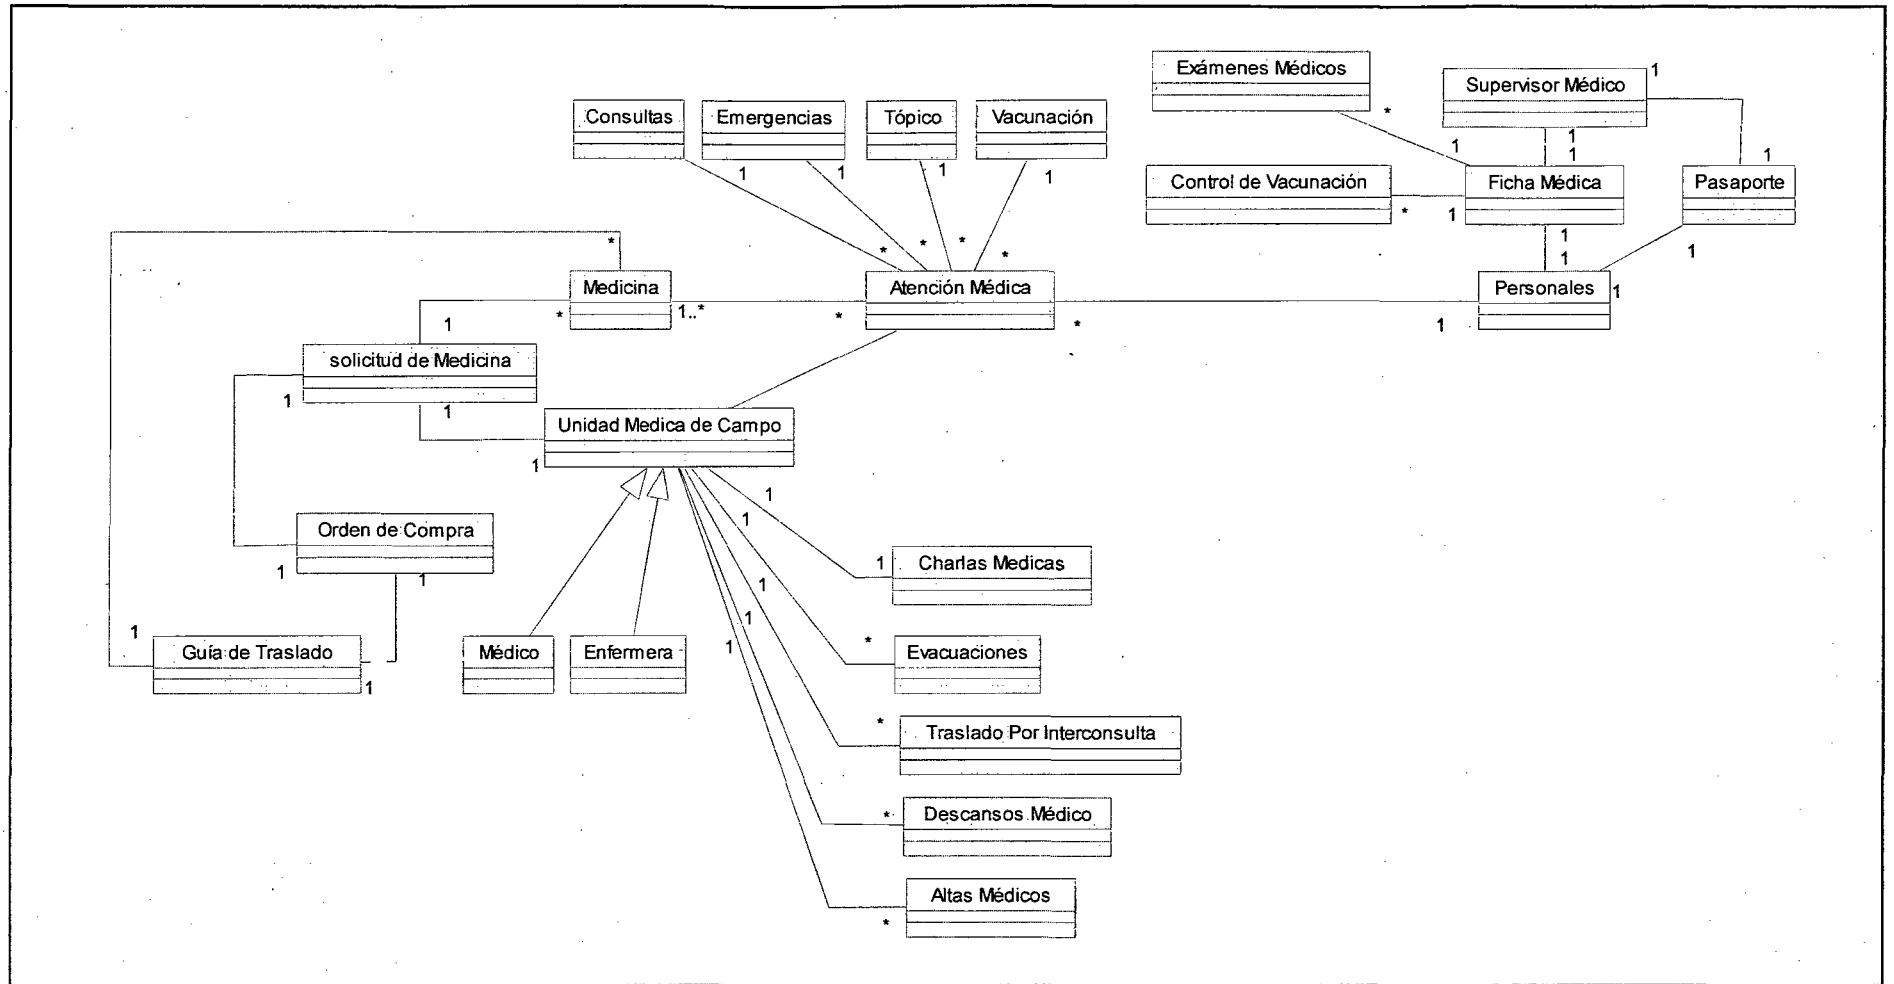 Exámenes Médicos
Supervisor Médico
1
Consultas
Emergencias
Tópico
Vacunación
*
1
1
1
1
1
1
1
1
1
Control de Vacunación
Ficha Médica
Pasaporte
*
1
1
1
1
*
*
*
*
*
Medicina
Atención Médica
Personales
1
*
1..*
*
*
1
1
solicitud de Medicina
1
1
Unidad Medica de Campo
1
1
1
Orden de Compra
1
1
1
Charlas Medicas
1
1
1
1
1
*
Guía de Traslado
1
Médico
Enfermera
Evacuaciones
*
Traslado Por Interconsulta
*
Descansos Médico
Altas Médicos
*